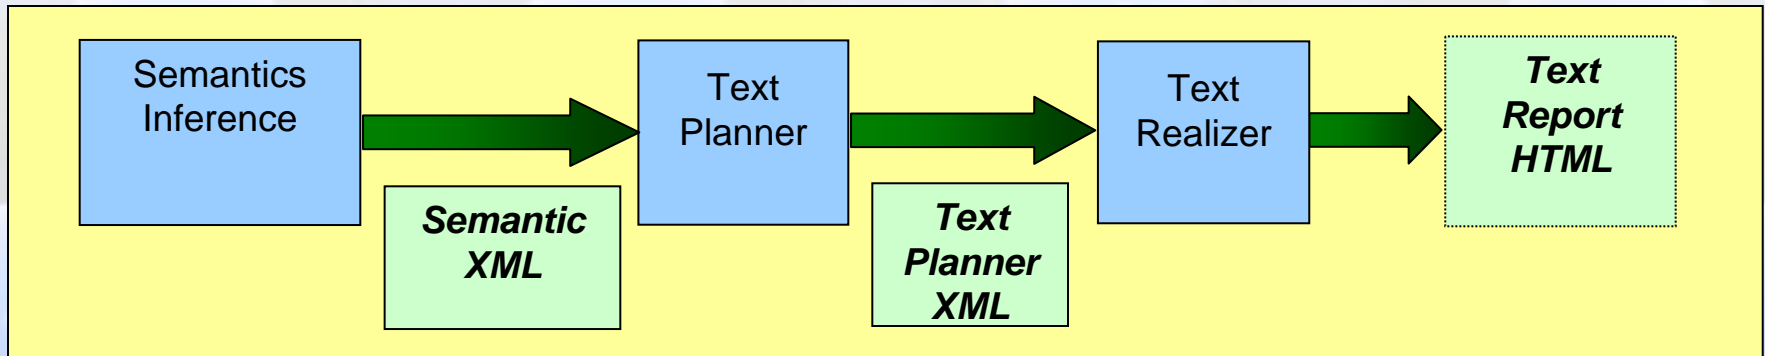 Semantics
Inference
Semantic
XML
Text
Planner
Text
Planner
XML
Text
Realizer
Text
Report
HTML